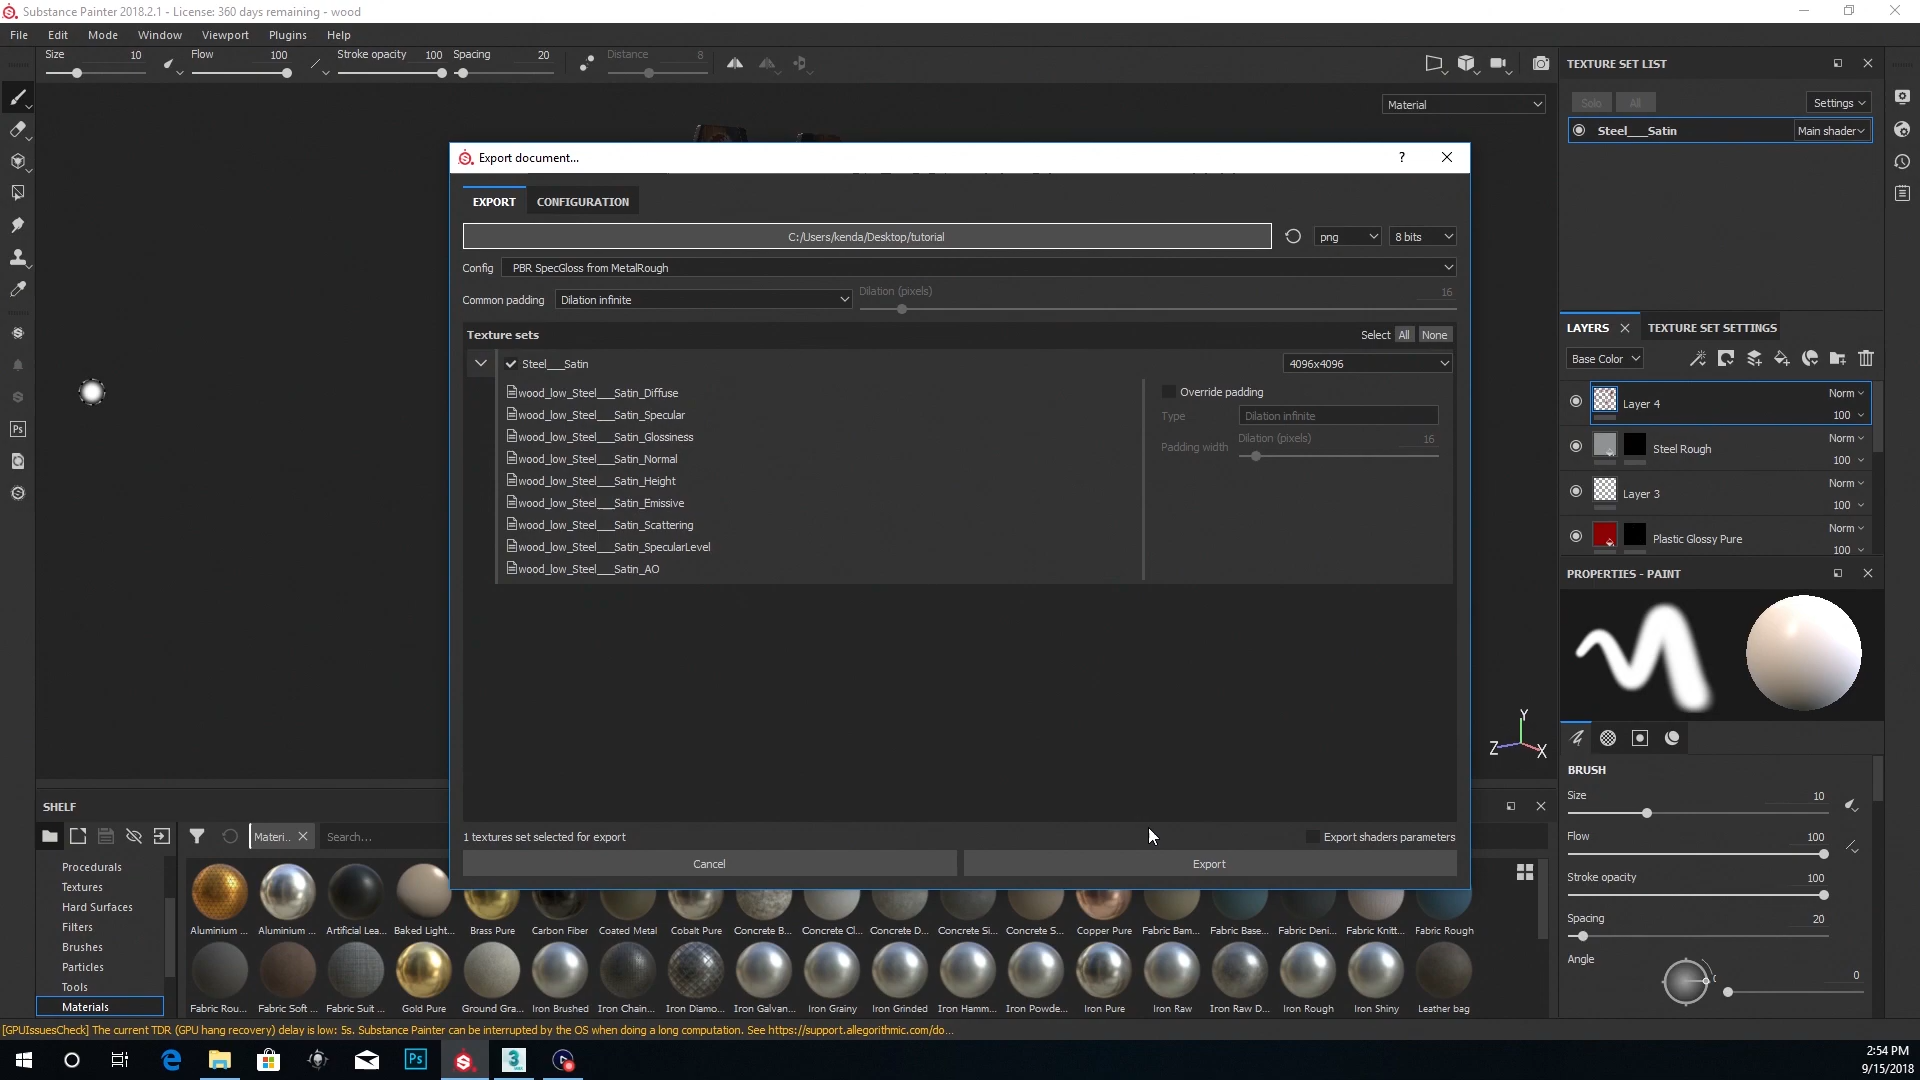 Substance Painter 2018.2.1 - License: 360 days remaining - wood
File Edit Mode Window Viewport Plugins Help
Size 10 Flow 100 Stroke opacity 100 Spacing 20 Distance 8
Material
TEXTURE SET LIST
Solo All Settings
Steel___Satin Main shader
Export document...
?
EXPORT CONFIGURATION
C:/Users/kenda/Desktop/tutorial png 8 bits
Config PBR SpecGloss from MetalRough
Common padding Dilation infinite Dilation (pixels) 16
Texture sets Select All None
Steel___Satin 4096x4096
wood_low_Steel___Satin_Diffuse
wood_low_Steel___Satin_Specular
wood_low_Steel___Satin_Glossiness
wood_low_Steel___Satin_Normal
wood_low_Steel___Satin_Height
wood_low_Steel___Satin_Emissive
wood_low_Steel___Satin_Scattering
wood_low_Steel___Satin_SpecularLevel
wood_low_Steel___Satin_AO
Override padding
Type Dilation infinite
Padding width Dilation (pixels) 16
1 textures set selected for export Export shaders parameters
Cancel Export
LAYERS TEXTURE SET SETTINGS
Base Color
Layer 4 Norm 100
Steel Rough Norm 100
Layer 3 Norm 100
Plastic Glossy Pure Norm 100
PROPERTIES - PAINT
Y
Z X
BRUSH
Size 10
Flow 100
Stroke opacity 100
Spacing 20
Angle 0
SHELF
Materi.. Search...
Procedurals
Textures
Hard Surfaces
Filters
Brushes
Particles
Tools
Materials
Aluminium ... Aluminium ... Artificial Lea... Baked Light... Brass Pure Carbon Fiber Coated Metal Cobalt Pure Concrete B... Concrete Cl... Concrete D... Concrete Si... Concrete S... Copper Pure Fabric Bam... Fabric Base... Fabric Deni... Fabric Knitt... Fabric Rough
Fabric Rou... Fabric Soft ... Fabric Suit ... Gold Pure Ground Gra... Iron Brushed Iron Chain... Iron Diamo... Iron Galvan... Iron Grainy Iron Grinded Iron Hamm... Iron Powde... Iron Pure Iron Raw Iron Raw D... Iron Rough Iron Shiny Leather bag
[GPUIssuesCheck] The current TDR (GPU hang recovery) delay is low: 5s. Substance Painter can be interrupted by the OS when doing a long computation. See https://support.allegorithmic.com/do...
Ps
Ps
3
2:54 PM
9/15/2018